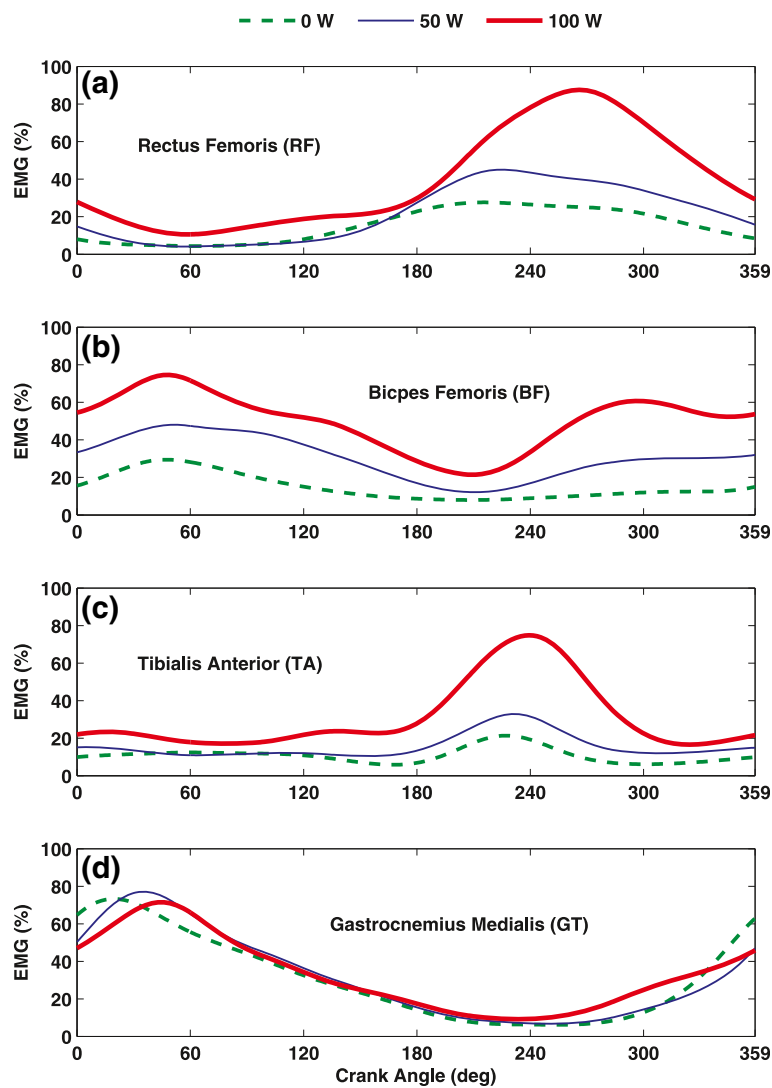 0 W 50 W 100 W
(a)
100
80
60
40
20
0
EMG (%)
Rectus Femoris (RF)
0 60 120 180 240 300 359
(b)
100
80
60
40
20
0
EMG (%)
Bicpes Femoris (BF)
0 60 120 180 240 300 359
(c)
100
80
60
40
20
0
EMG (%)
Tibialis Anterior (TA)
0 60 120 180 240 300 359
(d)
100
80
60
40
20
0
EMG (%)
Gastrocnemius Medialis (GT)
0 60 120 180 240 300 359
Crank Angle (deg)